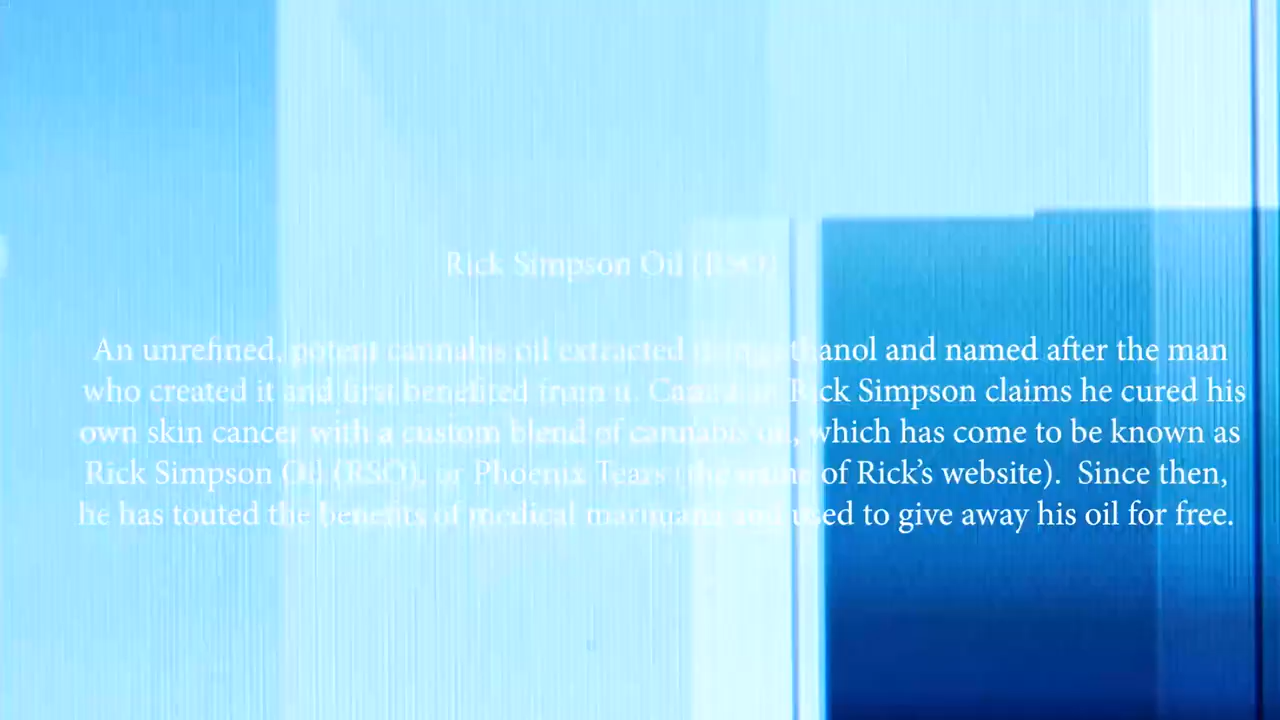 Rick Simpson Oil (RSO)
An unrefined, potent cannabis oil extracted using ethanol and named after the man
who created it and first benefited from it. Canadian Rick Simpson claims he cured his
own skin cancer with a custom blend of cannabis oil, which has come to be known as
Rick Simpson Oil (RSO), or Phoenix Tears (the name of Rick’s website). Since then,
he has touted the benefits of medical marijuana and used to give away his oil for free.